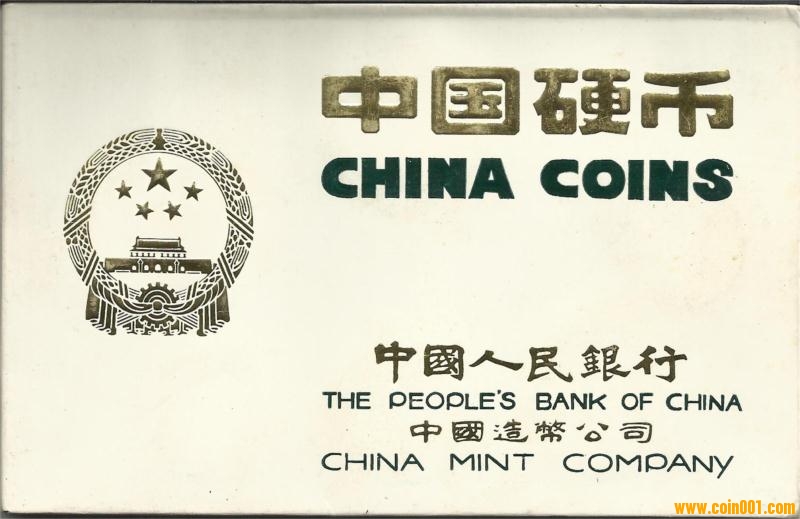 中国硬币
CHINA COINS
中國人民銀行
THE PEOPLE'S BANK OF CHINA
中國造幣公司
CHINA MINT COMPANY
www.coin001.com